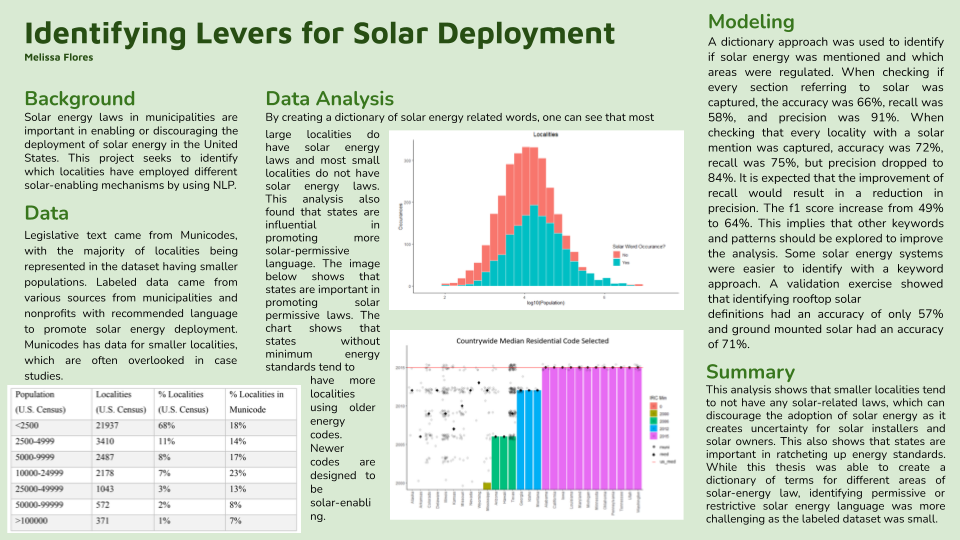 Identifying Levers for Solar Deployment
Melissa Flores
Background
Solar energy laws in municipalities are
important in enabling or discouraging the
deployment of solar energy in the United
States. This project seeks to identify
which localities have employed different
solar-enabling mechanisms by using NLP.
Data
Legislative text came from Municodes,
with the majority of localities being
represented in the dataset having smaller
populations. Labeled data came from
various sources from municipalities and
nonprofits with recommended language
to promote solar energy deployment.
Municodes has data for smaller localities,
which are often overlooked in case
studies.
Population (U.S. Census) Localities (U.S. Census) % Localities (U.S. Census) % Localities in Municode
<2500 21937 68% 18%
2500-4999 3410 11% 14%
5000-9999 2487 8% 17%
10000-24999 2178 7% 23%
25000-49999 1043 3% 13%
50000-99999 572 2% 8%
>100000 371 1% 7%
Data Analysis
By creating a dictionary of solar energy related words, one can see that most
large localities do
have solar energy
laws and most small
localities do not have
solar energy laws.
This analysis also
found that states are
influential in
promoting more
solar-permissive
language. The image
below shows that
states are important in
promoting solar
permissive laws. The
chart shows that
states without
minimum energy
standards tend to
have more
localities
using older
energy
codes.
Newer
codes are
designed to
be
solar-enabli
ng.
Localities
log10(Population)
Solar Word Occurance?
No
Yes
Countrywide Median Residential Code Selected
Modeling
A dictionary approach was used to identify
if solar energy was mentioned and which
areas were regulated. When checking if
every section referring to solar was
captured, the accuracy was 66%, recall was
58%, and precision was 91%. When
checking that every locality with a solar
mention was captured, accuracy was 72%,
recall was 75%, but precision dropped to
84%. It is expected that the improvement of
recall would result in a reduction in
precision. The f1 score increase from 49%
to 64%. This implies that other keywords
and patterns should be explored to improve
the analysis. Some solar energy systems
were easier to identify with a keyword
approach. A validation exercise showed
that identifying rooftop solar
definitions had an accuracy of only 57%
and ground mounted solar had an accuracy
of 71%.
Summary
This analysis shows that smaller localities tend
to not have any solar-related laws, which can
discourage the adoption of solar energy as it
creates uncertainty for solar installers and
solar owners. This also shows that states are
important in ratcheting up energy standards.
While this thesis was able to create a
dictionary of terms for different areas of
solar-energy law, identifying permissive or
restrictive solar energy language was more
challenging as the labeled dataset was small.